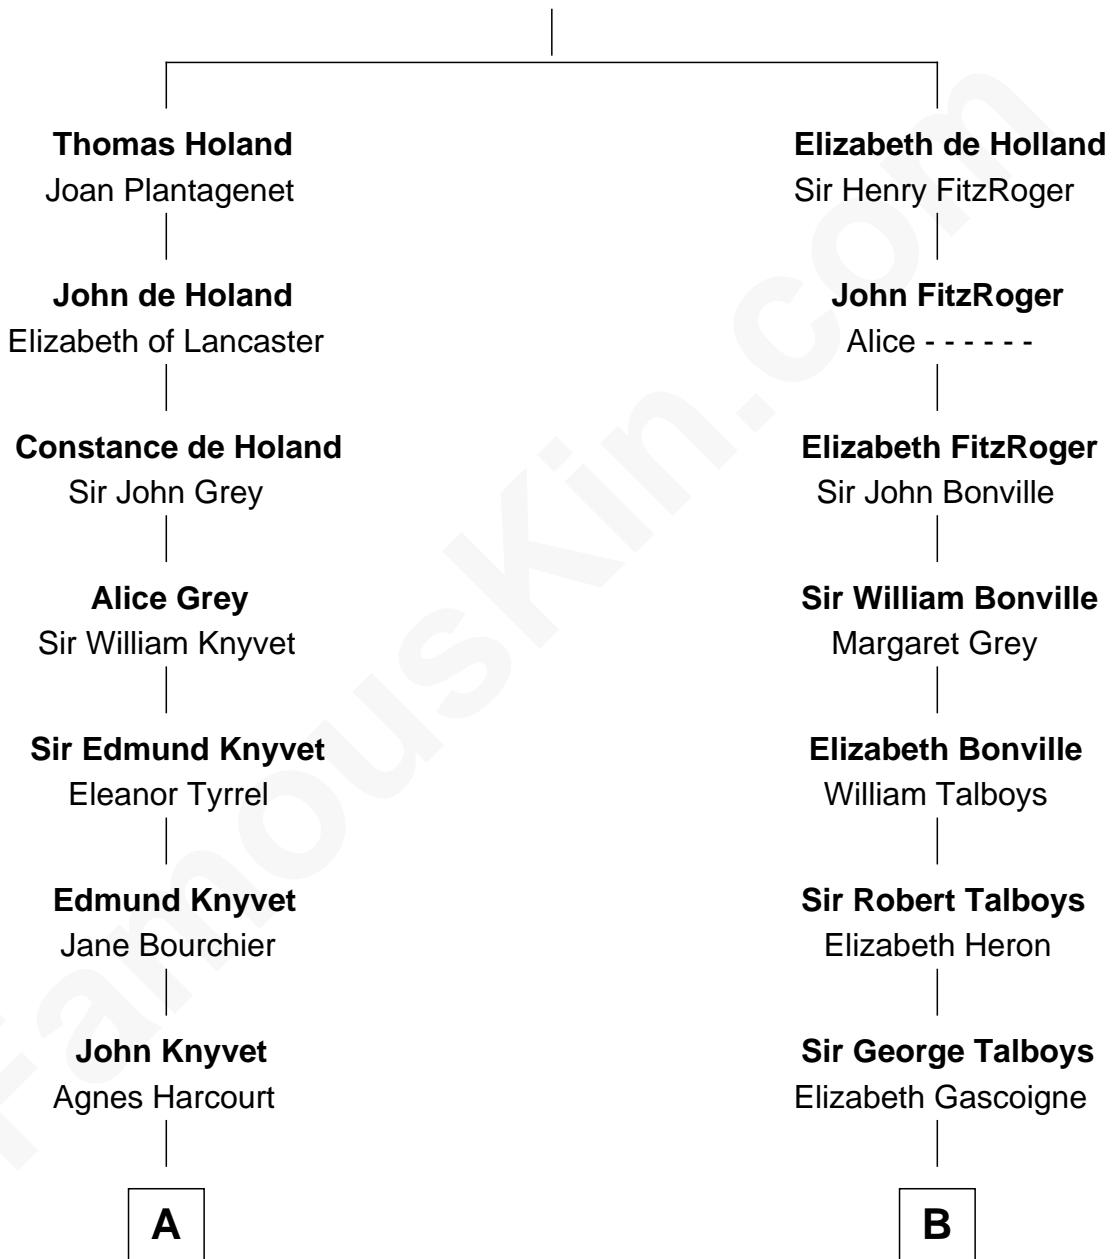 Thomas Holand
Joan Plantagenet
John de Holand
Elizabeth of Lancaster
Constance de Holand
Sir John Grey
Alice Grey
Sir William Knyvet
Sir Edmund Knyvet
Eleanor Tyrrel
Edmund Knyvet
Jane Bourchier
John Knyvet
Agnes Harcourt
A
Elizabeth de Holland
Sir Henry FitzRoger
John FitzRoger
Alice - - - - - -
Elizabeth FitzRoger
Sir John Bonville
Sir William Bonville
Margaret Grey
Elizabeth Bonville
William Talboys
Sir Robert Talboys
Elizabeth Heron
Sir George Talboys
Elizabeth Gascoigne
B
FamousKin.com